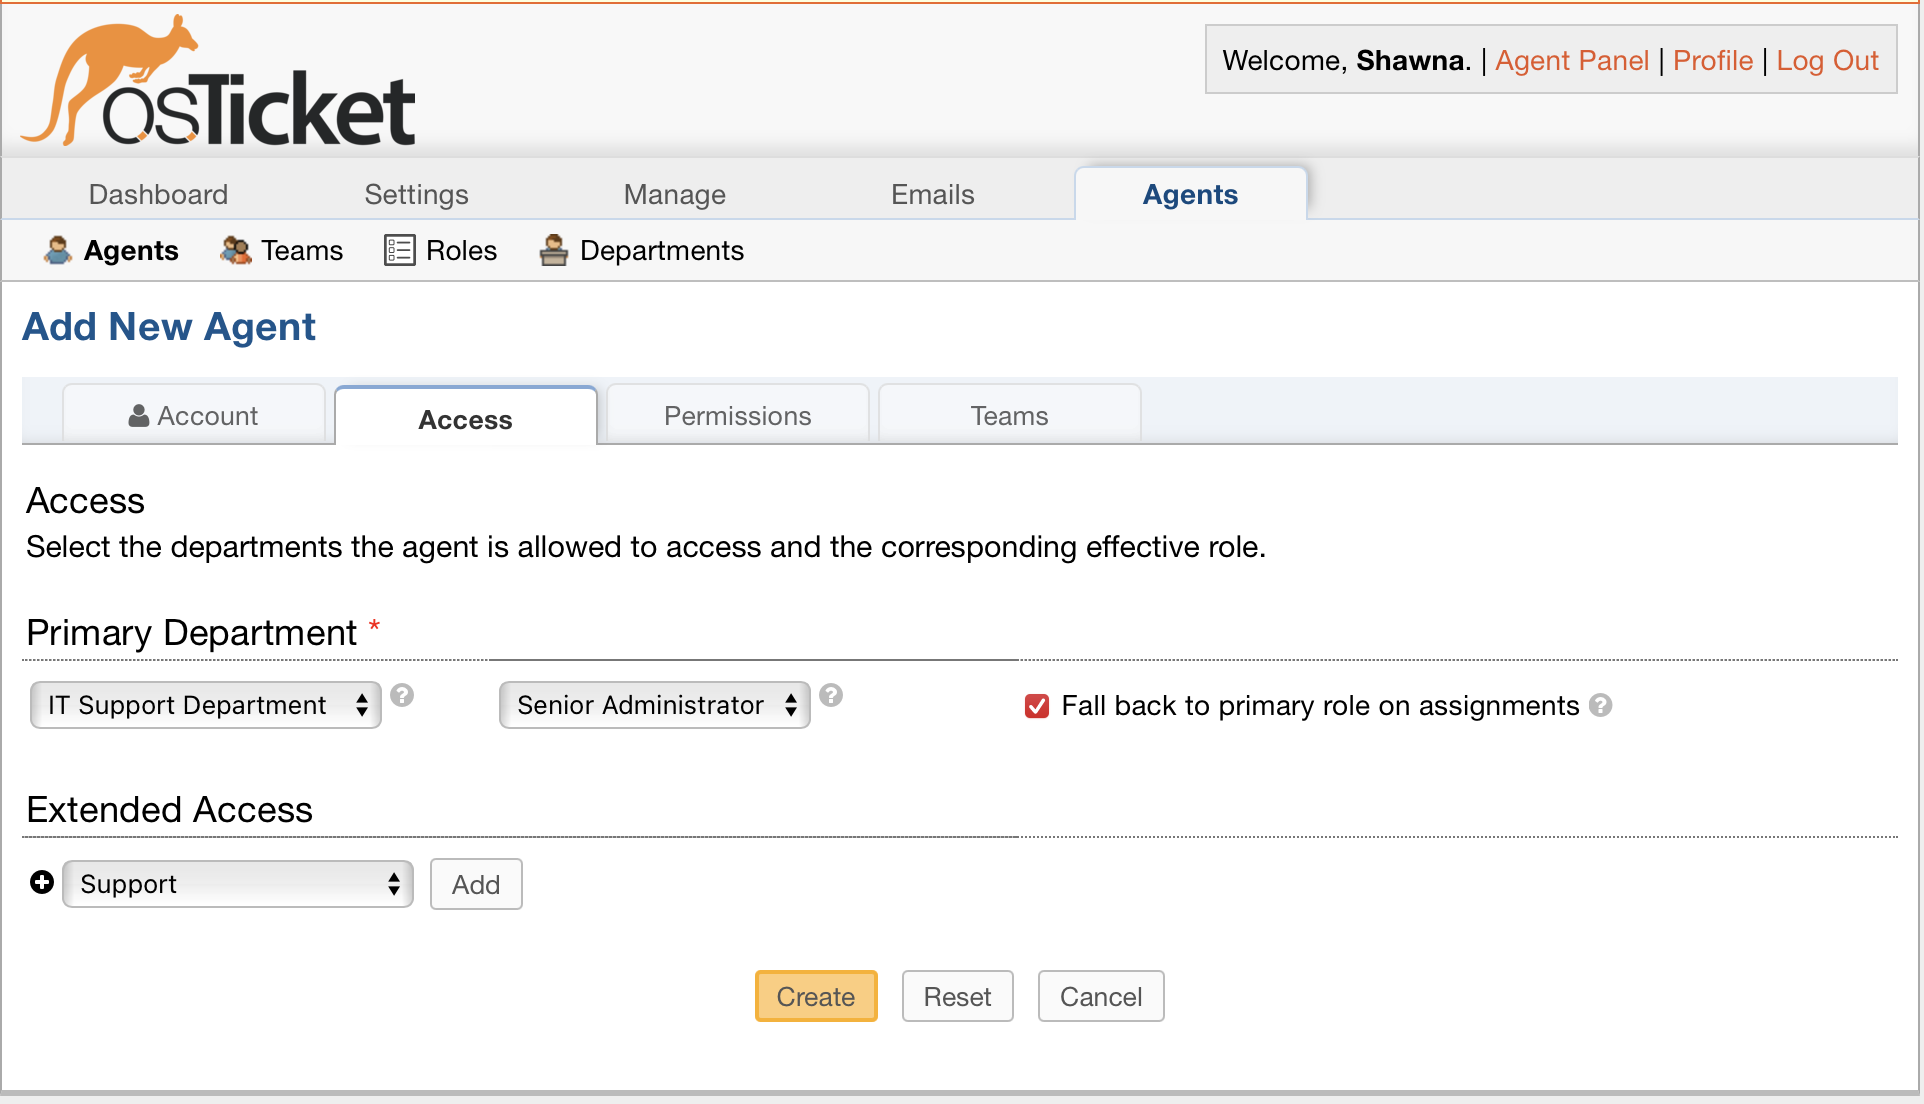 osTicket
Welcome, Shawna. | Agent Panel | Profile | Log Out
Dashboard Settings Manage Emails Agents
Agents Teams Roles Departments
Add New Agent
Account Access Permissions Teams
Access
Select the departments the agent is allowed to access and the corresponding effective role.
Primary Department *
IT Support Department ? Senior Administrator ? Fall back to primary role on assignments ?
Extended Access
Support Add
Create Reset Cancel